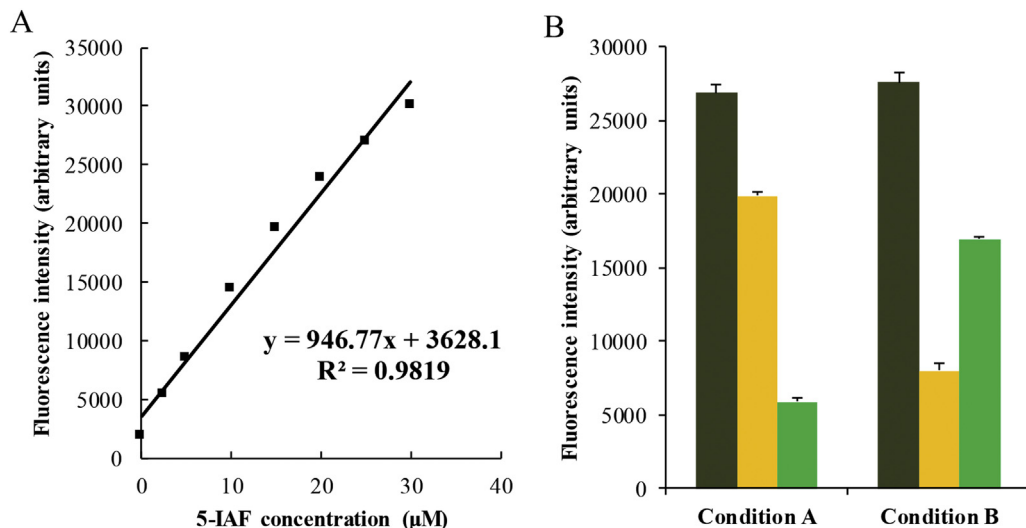 A
Fluorescence intensity (arbitrary units)
35000
30000
25000
20000
15000
10000
5000
0
y = 946.77x + 3628.1
R² = 0.9819
0 10 20 30 40
5-IAF concentration (µM)
B
Fluorescence intensity (arbitrary units)
30000
25000
20000
15000
10000
5000
0
Condition A Condition B